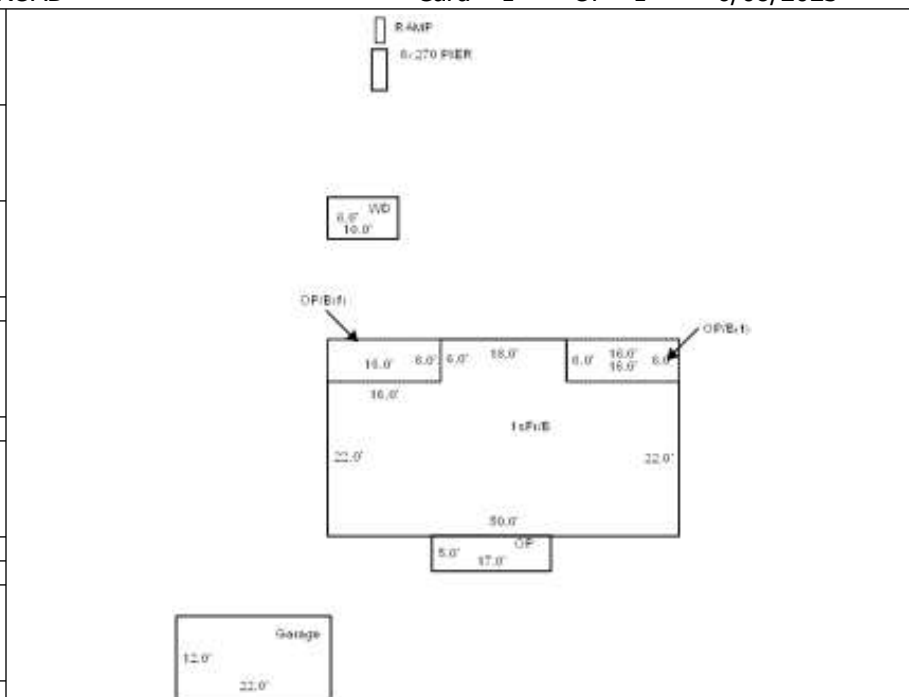 Card 1 Of 1
RAMP
WD
6.0'
10.0'
OP/B(f)
OP/B(f)
16.0' 6.0' 6.0' 18.0' 6.0' 16.0' 6.0'
16.0'
16.0'
1sFr/B
22.0' 22.0'
50.0'
OP
5.0'
17.0'
Garage
12.0'
22.0'